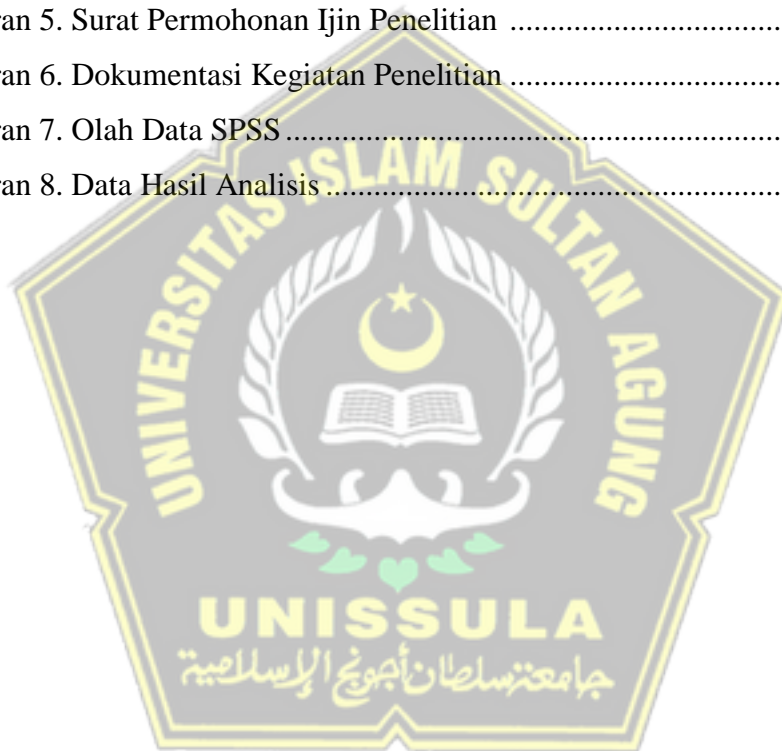 ran 5. Surat Permohonan Ijin Penelitian ..................................
ran 6. Dokumentasi Kegiatan Penelitian ..................................
ran 7. Olah Data SPSS..............................................................
ran 8. Data Hasil Analisis.........................................................
UNIVERSITAS ISLAM SULTAN AGUNG
UNISSULA
جامعة سلطان أجونج الإسلامية